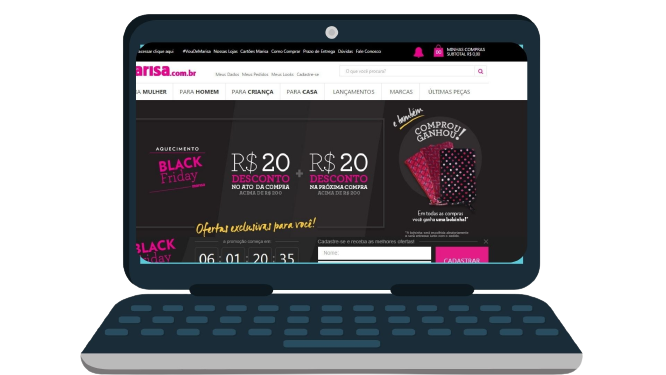 acessar clique aqui #VouDeMarisa Nossas Lojas Cartões Marisa Como Comprar Prazo de Entrega Dúvidas Fale Conosco
MINHAS COMPRAS
SUBTOTAL R$ 0,00
arisa.com.br
Meus Dados Meus Pedidos Meus Looks Cadastre-se
O que você procura?
MULHER PARA HOMEM PARA CRIANÇA PARA CASA LANÇAMENTOS MARCAS ÚLTIMAS PEÇAS
AQUECIMENTO
BLACK
Friday
R$ 20
DESCONTO
NO ATO DA COMPRA
ACIMA DE R$ 200
+
R$ 20
DESCONTO
NA PRÓXIMA COMPRA
ACIMA DE R$ 200
e também
COMPROU
GANHOU!
Em todas as compras
você ganha uma bebinha!*
Ofertas exclusivas para você!
BLACK
Friday
a promoção começa em
06 : 01 : 20 : 35
Cadastre-se e receba as melhores ofertas!
Nome:
CADASTRAR